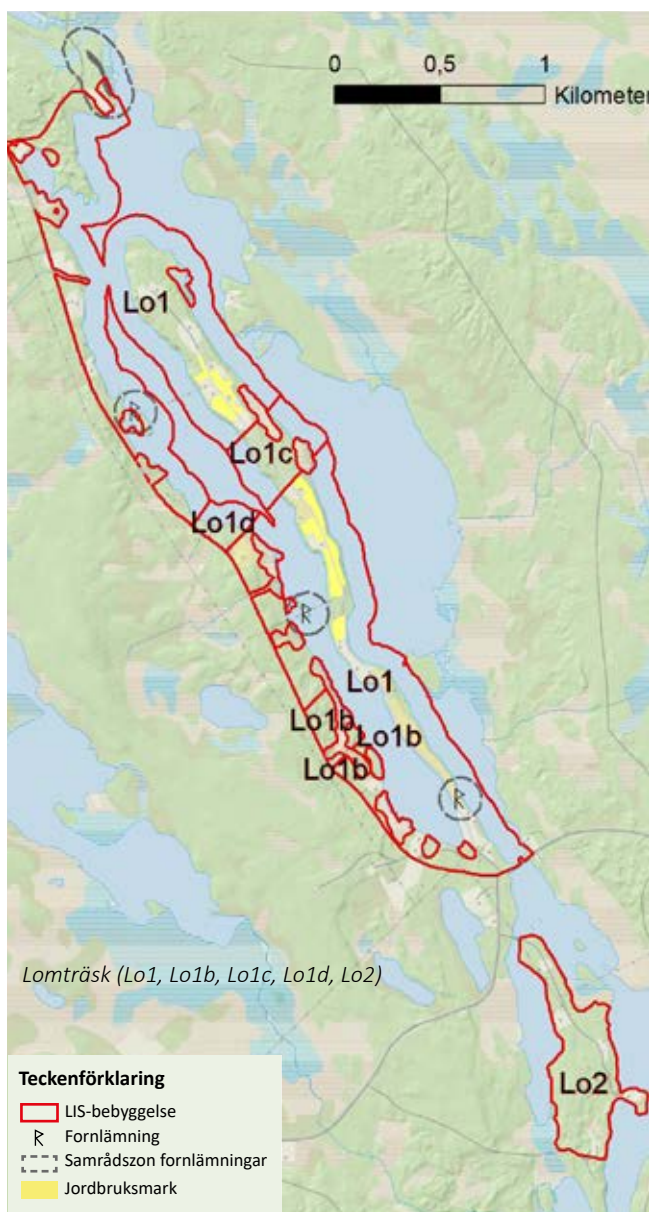 0 0,5 1
Kilometer
Lo1
Lo1c
Lo1d
Lo1
Lo1b
Lo1b
Lo1b
Lomträsk (Lo1, Lo1b, Lo1c, Lo1d, Lo2)
Lo2
Teckenförklaring
LIS-bebyggelse
Fornlämning
Samrådszon fornlämningar
Jordbruksmark